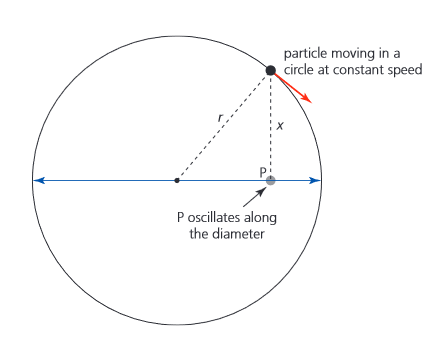 particle moving in a
circle at constant speed
r
x
P
P oscillates along
the diameter